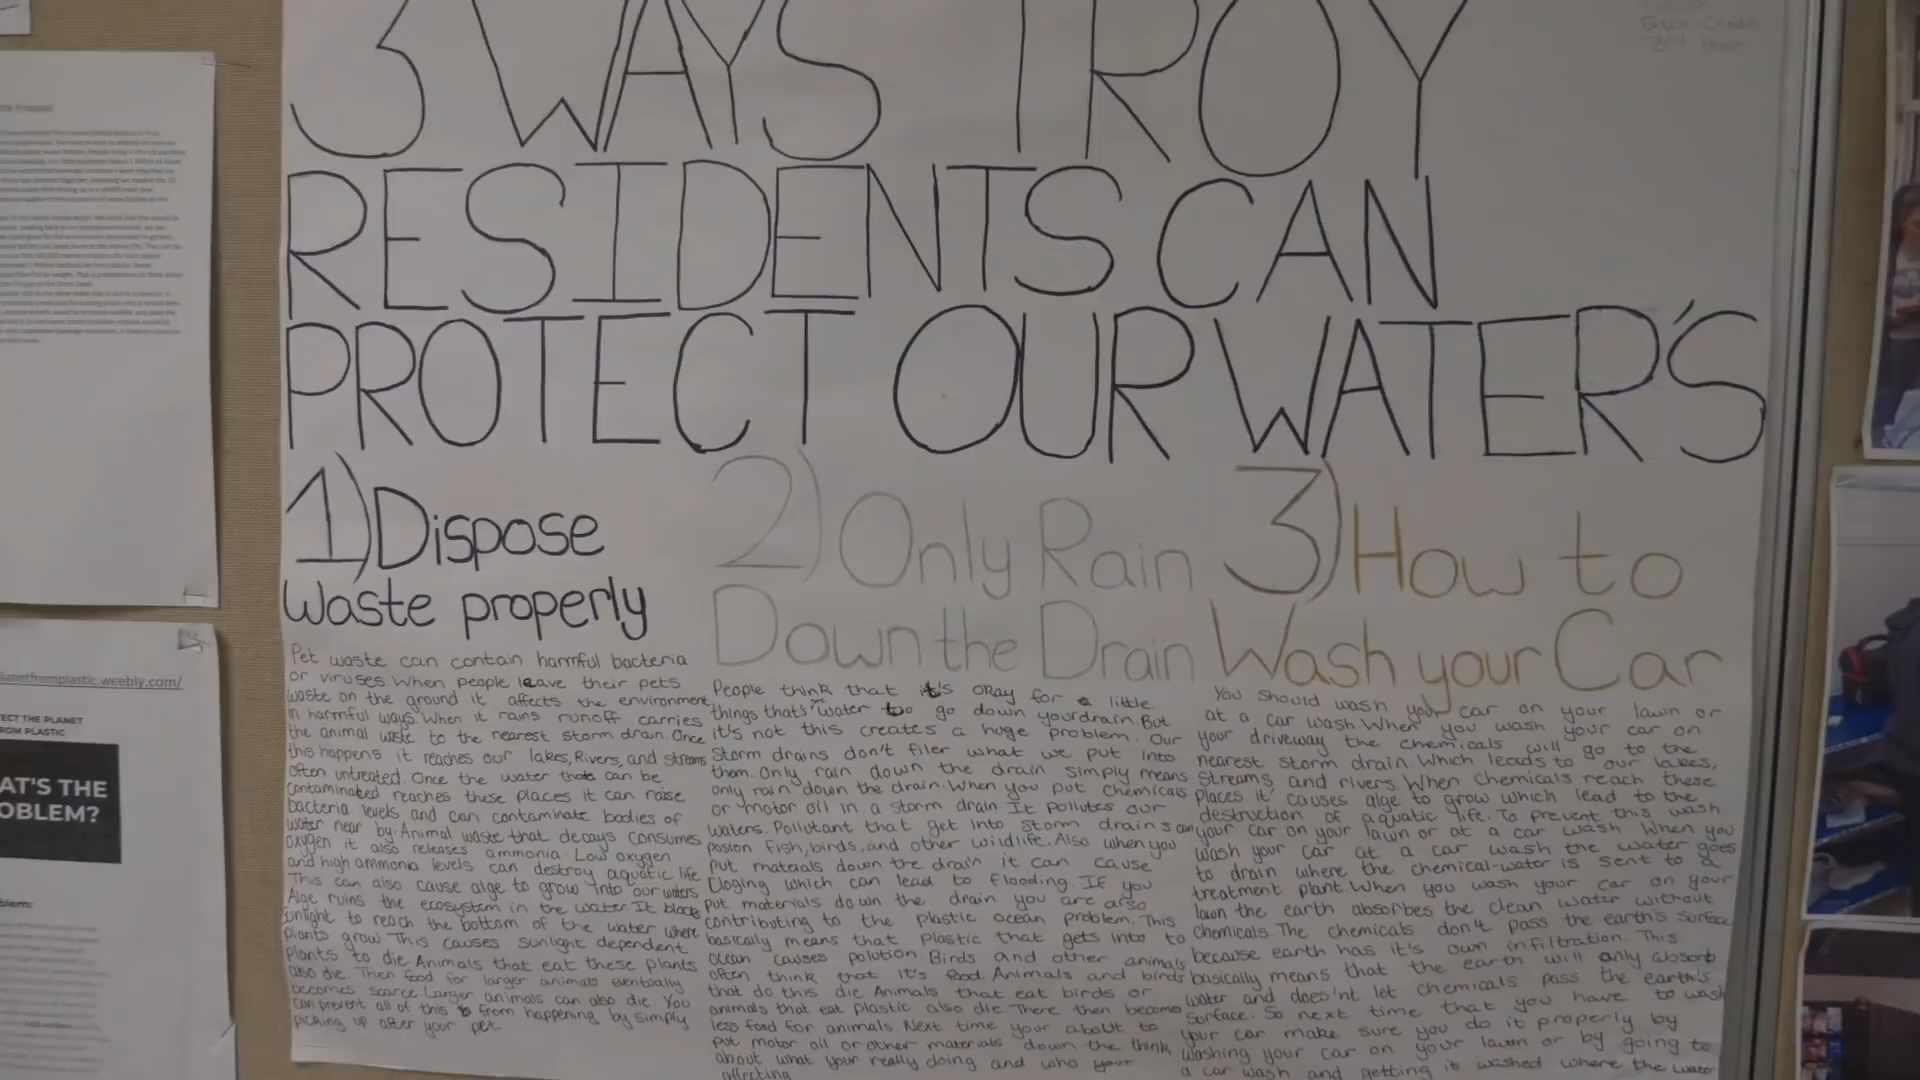 3 WAYS TROY
RESIDENTS CAN
PROTECT OUR WATER'S
1) Dispose
Waste properly
Pet waste can contain harmful bacteria
or viruses. When people leave their pets
waste on the ground it affects the environment
in harmful ways. When it rains runoff carries
the animal waste to the nearest storm drain. Once
this happens it reaches our lakes, Rivers, and streams
often untreated. Once the water that can be
contaminated reaches these places it can raise
bacteria levels and can contaminate bodies of
water near by. Animal waste that decays consumes
oxygen it also releases ammonia. Low oxygen
and high ammonia levels can destroy aquatic life
This can also cause alge to grow into our waters
Alge ruins the ecosystem in the water. It blocks
sunlight to reach the bottom of the water where
plants grow. This causes sunlight dependent
plants to die. Animals that eat these plants
also die. Then food for larger animals
becomes scarce. Larger animals can also die. You
can prevent all of this from happening by simply
picking up after your pet.
2) Only Rain
Down the Drain
People think that it's okay for a little
things that's water to go down your drain. But
it's not this creates a huge problem. Our
Storm drains don't filer what we put into
them. Only rain down the drain simply means
only rain down the drain. When you put chemicals
or motor oil in a storm drain It pollutes our
waters. Pollutant that get into storm drains can
posion fish, birds, and other wildlife. Also when you
put materials down the drain it can cause
Cloging which can lead to flooding. If you
put materials down the drain you are also
contributing to the plastic ocean problem. This
basically means that plastic that gets into to
ocean causes polution. Birds and other animals
often think that it's food. Animals and birds
that do this die. Animals that eat birds or
animals that eat plastic also die. There then become
less food for animals. Next time your about to
put motor oil or other materials down the think
about what your really doing and who your
affecting
3) How to
Wash your Car
You should wash your car on your lawn or
at a car wash. When you wash your car on
your driveway the chemicals will go to the
nearest storm drain which leads to our lakes,
streams and rivers. When chemicals reach these
places it causes alge to grow which lead to the
destruction of aquatic life. To prevent this wash
your car on your lawn or at a car wash. When you
wash your car at a car wash the water goes
to drain where the chemical-water is sent to a
treatment plant. When you wash your car on your
lawn the earth absorbes the clean water without
chemicals. The chemicals don't pass the earth's surface
because earth has it's own infiltration. This
basically means that the earth will only absorb
water and does'nt let chemicals pass the earth's
surface. So next time that you have to wash
your car make sure you do it properly by
washing your car on your lawn or by going to
a car wash and getting it washed where the water
lanetfromplastic.weebly.com/
ECT THE PLANET
ROM PLASTIC
AT'S THE
OBLEM?
blem: